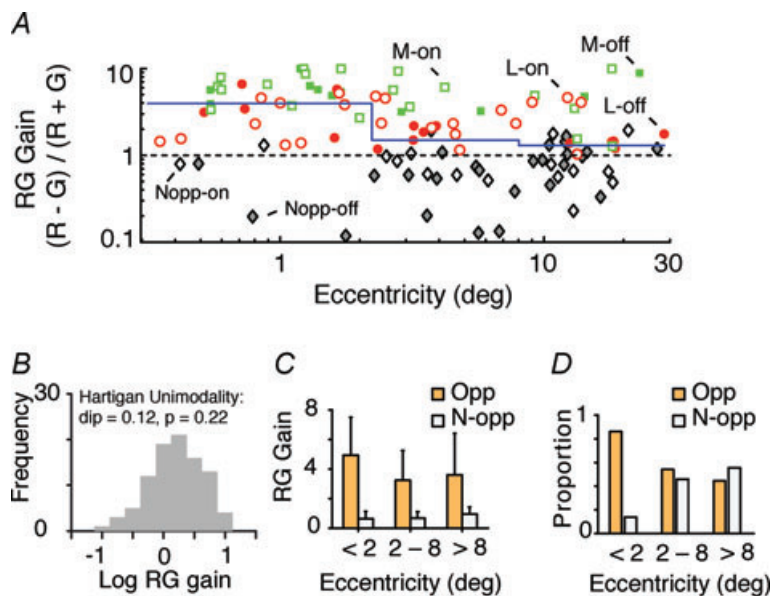 A
M-on
M-off
L-on
L-off
10
1
0.1
RG Gain
(R - G) / (R + G)
Nopp-on
Nopp-off
1
10
30
Eccentricity (deg)
B
30
0
Frequency
Hartigan Unimodality:
dip = 0.12, p = 0.22
-1
0
1
Log RG gain
C
Opp
N-opp
8
4
0
RG Gain
< 2
2 – 8
> 8
Eccentricity (deg)
D
Opp
N-opp
1
0
Proportion
< 2
2 – 8
> 8
Eccentricity (deg)